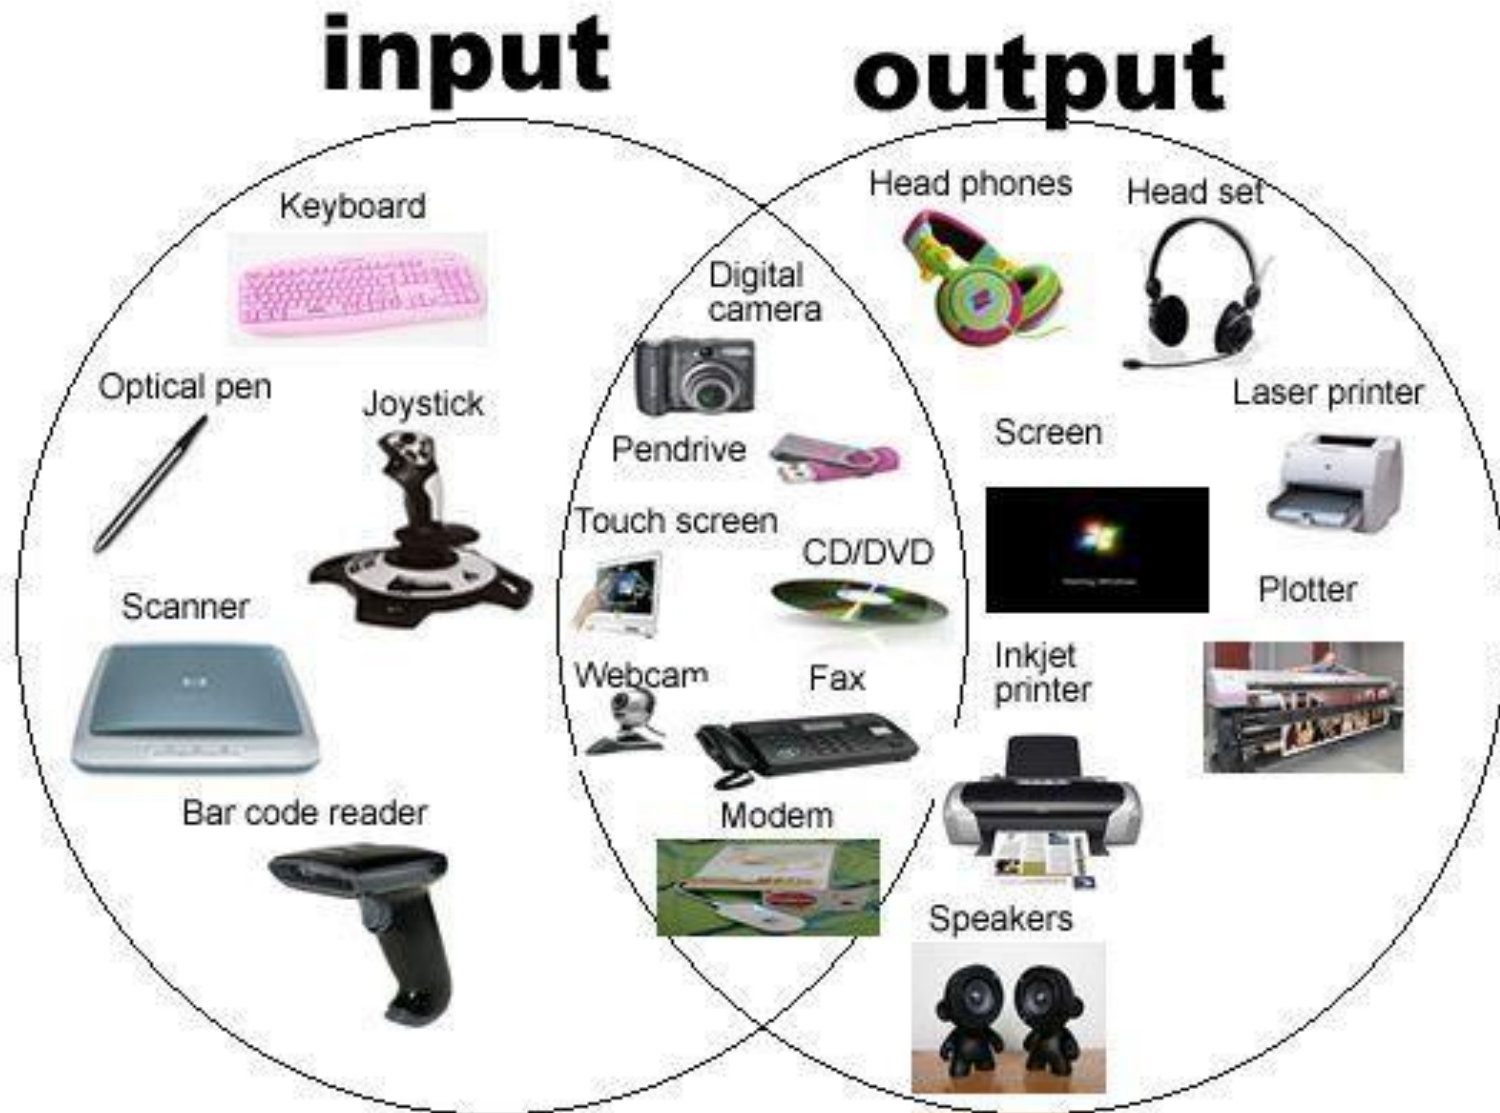 input
output
Keyboard
Optical pen
Joystick
Scanner
Bar code reader
Digital
camera
Pendrive
Touch screen
CD/DVD
Webcam
Fax
Modem
Head phones
Head set
Laser printer
Screen
Plotter
Inkjet
printer
Speakers